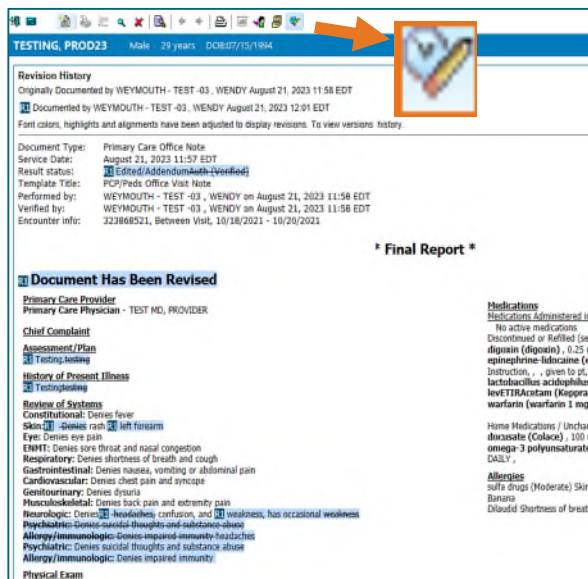 TESTING, PROD23 Male 29 years DOB:07/15/1994
Revision History
Originally Documented by WEYMOUTH - TEST -03 , WENDY August 21, 2023 11:58 EDT
R1 Documented by WEYMOUTH - TEST -03 , WENDY August 21, 2023 12:01 EDT
Font colors, highlights and alignments have been adjusted to display revisions. To view versions history.
Document Type: Primary Care Office Note
Service Date: August 21, 2023 11:57 EDT
Result status: R1 Edited/AddendumAuth (Verified)
Template Title: PCP/Peds Office Visit Note
Performed by: WEYMOUTH - TEST -03 , WENDY on August 21, 2023 11:58 EDT
Verified by: WEYMOUTH - TEST -03 , WENDY on August 21, 2023 11:58 EDT
Encounter info: 323868521, Between Visit, 10/18/2021 - 10/20/2021
* Final Report *
R1 Document Has Been Revised
Primary Care Provider
Primary Care Physician - TEST MD, PROVIDER
Chief Complaint
Assessment/Plan
R1 Testing.testing
History of Present Illness
R1 Testingtesting
Review of Systems
Constitutional: Denies fever
Skin: R1 Denies rash R1 left forearm
Eye: Denies eye pain
ENMT: Denies sore throat and nasal congestion
Respiratory: Denies shortness of breath and cough
Gastrointestinal: Denies nausea, vomiting or abdominal pain
Cardiovascular: Denies chest pain and syncope
Genitourinary: Denies dysuria
Musculoskeletal: Denies back pain and extremity pain
Neurologic: Denies R1 headaches, confusion, and R1 weakness, has occasional weakness
Psychiatric: Denies suicidal thoughts and substance abuse
Allergy/immunologic: Denies impaired immunity headaches
Psychiatric: Denies suicidal thoughts and substance abuse
Allergy/immunologic: Denies impaired immunity
Physical Exam
Medications
Medications Administered in
No active medications
Discontinued or Refilled (se
digoxin (digoxin) , 0.25
epinephrine-lidocaine (e
Instruction, , , given to pt,
lactobacillus acidophilus
levETIRAcetam (Keppra
warfarin (warfarin 1 mg
Home Medications / Unchan
docusate (Colace) , 100
omega-3 polyunsaturate
DAILY ,
Allergies
sulfa drugs (Moderate) Skin
Banana
Dilaudid Shortness of breat